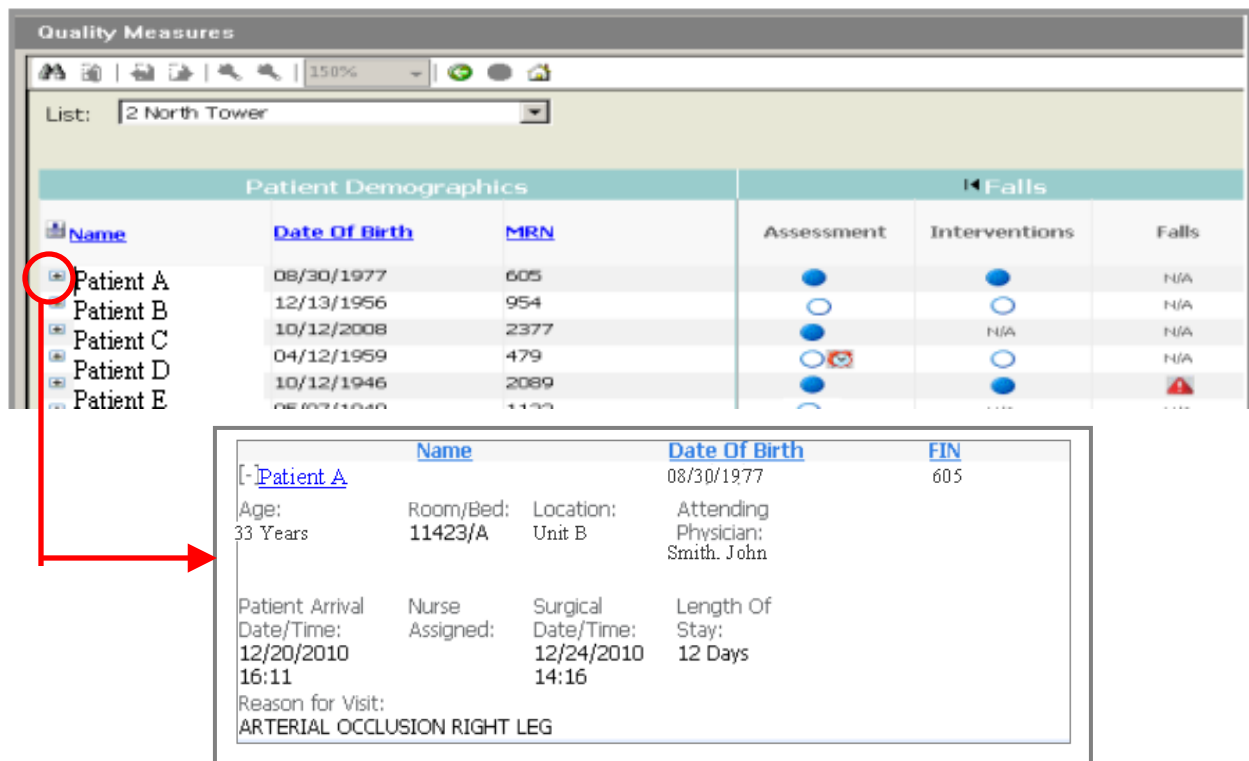 Quality Measures
150%
List: 2 North Tower
Patient Demographics Falls
Name Date Of Birth MRN Assessment Interventions Falls
Patient A 08/30/1977 605 N/A
Patient B 12/13/1956 954 N/A
Patient C 10/12/2008 2377 N/A N/A
Patient D 04/12/1959 479 N/A
Patient E 10/12/1946 2089
Name Date Of Birth FIN
[-]Patient A 08/30/1977 605
Age: Room/Bed: Location: Attending
Physician:
33 Years 11423/A Unit B Smith. John
Patient Arrival Nurse Surgical Length Of
Date/Time: Assigned: Date/Time: Stay:
12/20/2010 12/24/2010 12 Days
16:11 14:16
Reason for Visit:
ARTERIAL OCCLUSION RIGHT LEG